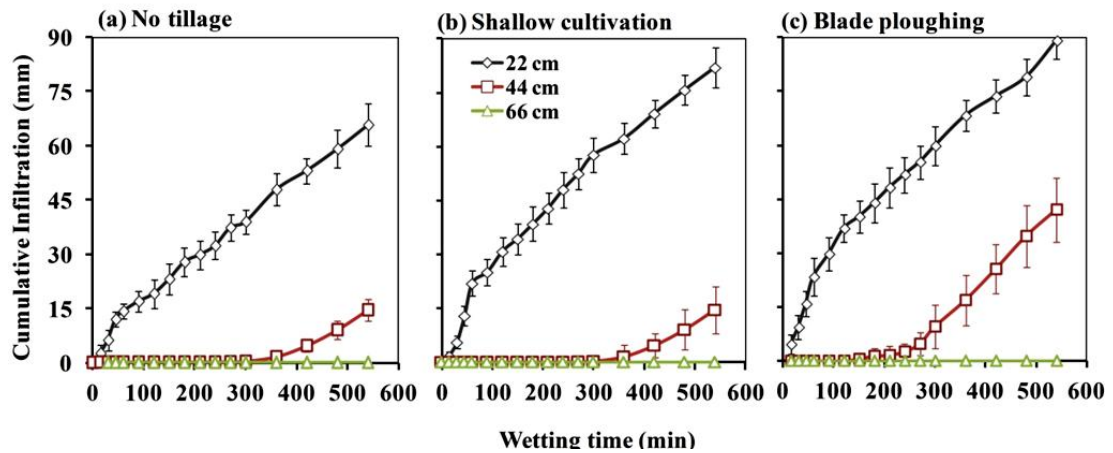 (a) No tillage
(b) Shallow cultivation
(c) Blade ploughing
Cumulative Infiltration (mm)
90
75
60
45
30
15
0
22 cm
44 cm
66 cm
0 100 200 300 400 500 600
0 100 200 300 400 500 600
0 100 200 300 400 500 600
Wetting time (min)